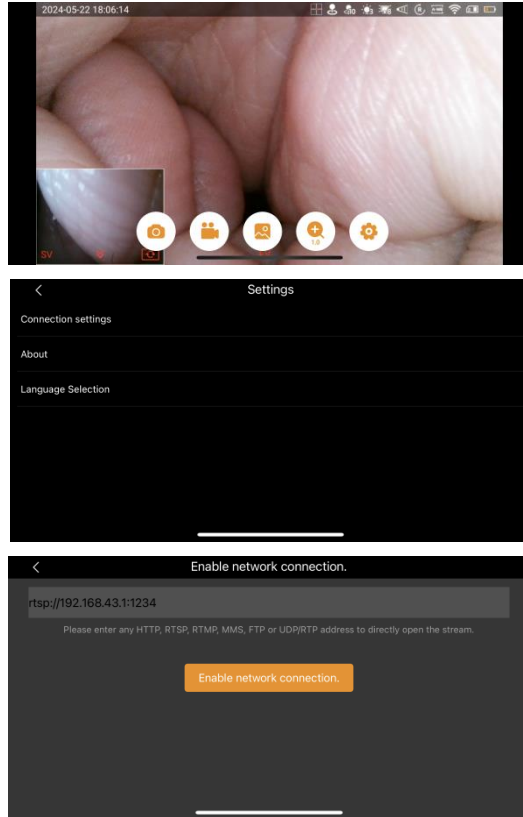 2024-05-22 18:06:14
SV
1.0
Settings
Connection settings
About
Language Selection
Enable network connection.
rtsp://192.168.43.1:1234
Please enter any HTTP, RTSP, RTMP, MMS, FTP or UDP/RTP address to directly open the stream.
Enable network connection.